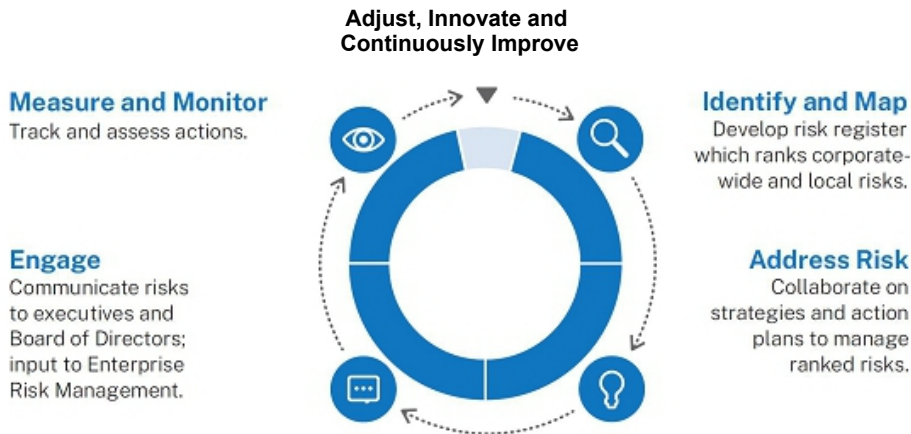 Adjust, Innovate and
Continuously Improve
Measure and Monitor
Track and assess actions.
Identify and Map
Develop risk register
which ranks corporate-
wide and local risks.
Engage
Communicate risks
to executives and
Board of Directors;
input to Enterprise
Risk Management.
Address Risk
Collaborate on
strategies and action
plans to manage
ranked risks.